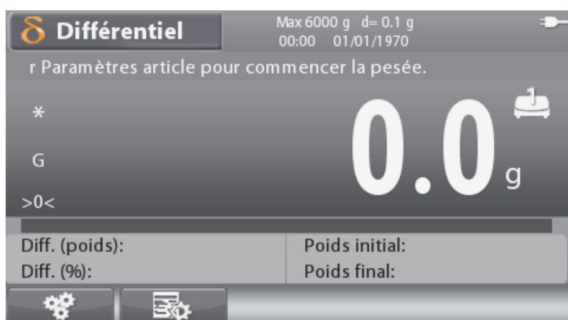 δ Différentiel
Max 6000 g d= 0.1 g
00:00 01/01/1970
r Paramètres article pour commencer la pesée.
*
1
0.0 g
G
>0<
Diff. (poids):
Poids initial:
Diff. (%):
Poids final: